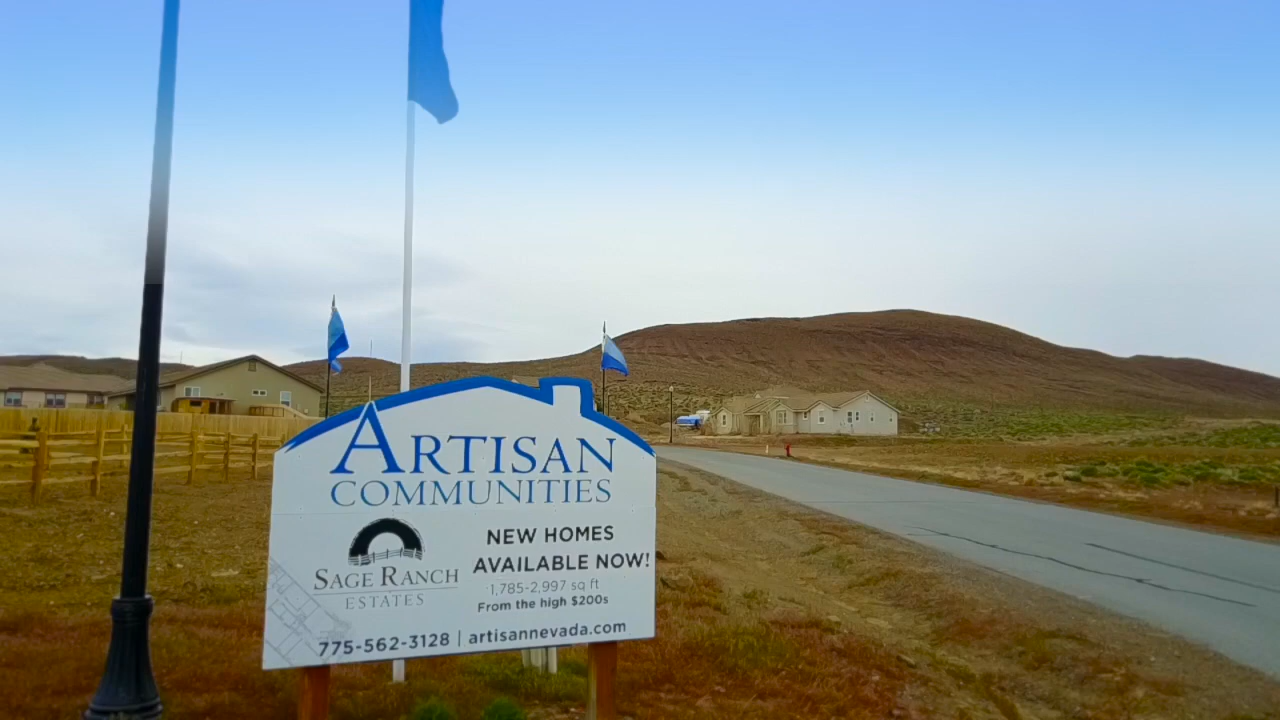 ARTISAN
COMMUNITIES
NEW HOMES
AVAILABLE NOW!
1,785-2,997 sq ft
From the high $200s
SAGE RANCH
ESTATES
775-562-3128 | artisannevada.com